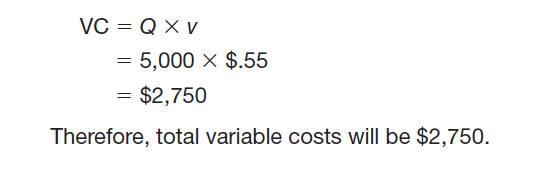 VC = Q × v
= 5,000 × $.55
= $2,750
Therefore, total variable costs will be $2,750.